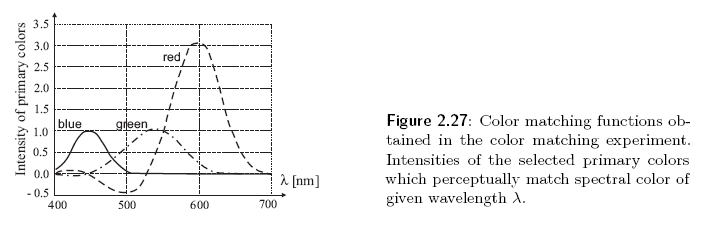 Intensity of primary colors
3.5
3.0
2.5
2.0
1.5
1.0
0.5
0.0
- 0.5
red
blue
green
400
500
600
700
λ [nm]
Figure 2.27: Color matching functions ob-
tained in the color matching experiment.
Intensities of the selected primary colors
which perceptually match spectral color of
given wavelength λ.